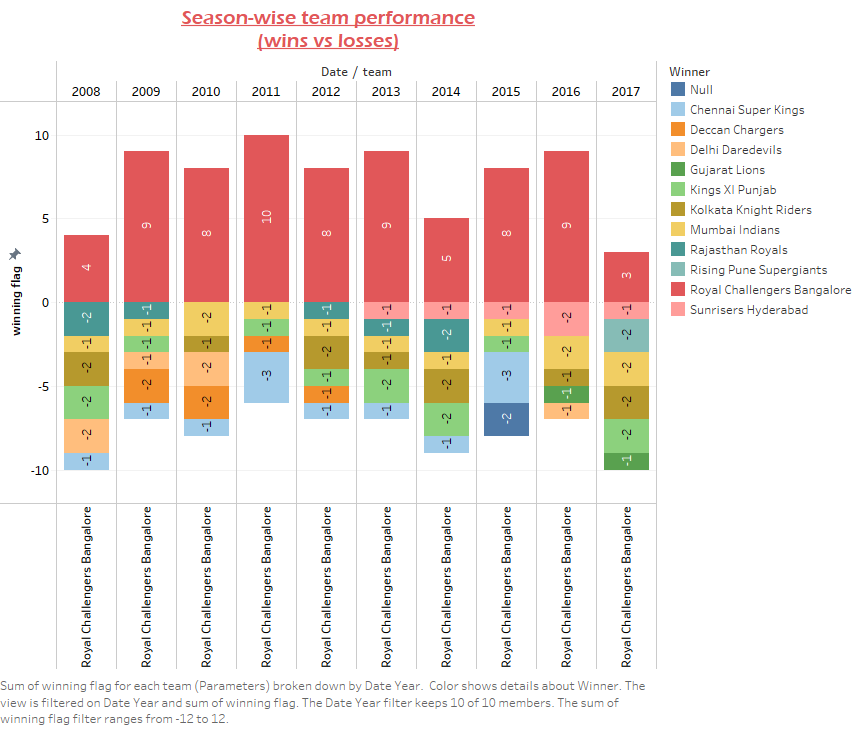 Season-wise team performance
(wins vs losses)
Date / team
2008 2009 2010 2011 2012 2013 2014 2015 2016 2017
winning flag
10
5
0
-5
-10
4
-2
-1
-2
-2
-2
-1
9
-1
-1
-1
-1
-2
-1
8
-2
-1
-2
-2
-1
10
-1
-1
-1
-3
8
-1
-1
-2
-1
-1
-1
9
-1
-1
-1
-1
-2
-1
5
-1
-2
-1
-2
-2
-1
8
-1
-1
-1
-3
-2
9
-2
-2
-1
-1
-1
3
-1
-2
-2
-2
-2
-1
Royal Challengers Bangalore
Royal Challengers Bangalore
Royal Challengers Bangalore
Royal Challengers Bangalore
Royal Challengers Bangalore
Royal Challengers Bangalore
Royal Challengers Bangalore
Royal Challengers Bangalore
Royal Challengers Bangalore
Royal Challengers Bangalore
Winner
Null
Chennai Super Kings
Deccan Chargers
Delhi Daredevils
Gujarat Lions
Kings XI Punjab
Kolkata Knight Riders
Mumbai Indians
Rajasthan Royals
Rising Pune Supergiants
Royal Challengers Bangalore
Sunrisers Hyderabad
Sum of winning flag for each team (Parameters) broken down by Date Year.  Color shows details about Winner. The
view is filtered on Date Year and sum of winning flag. The Date Year filter keeps 10 of 10 members. The sum of
winning flag filter ranges from -12 to 12.